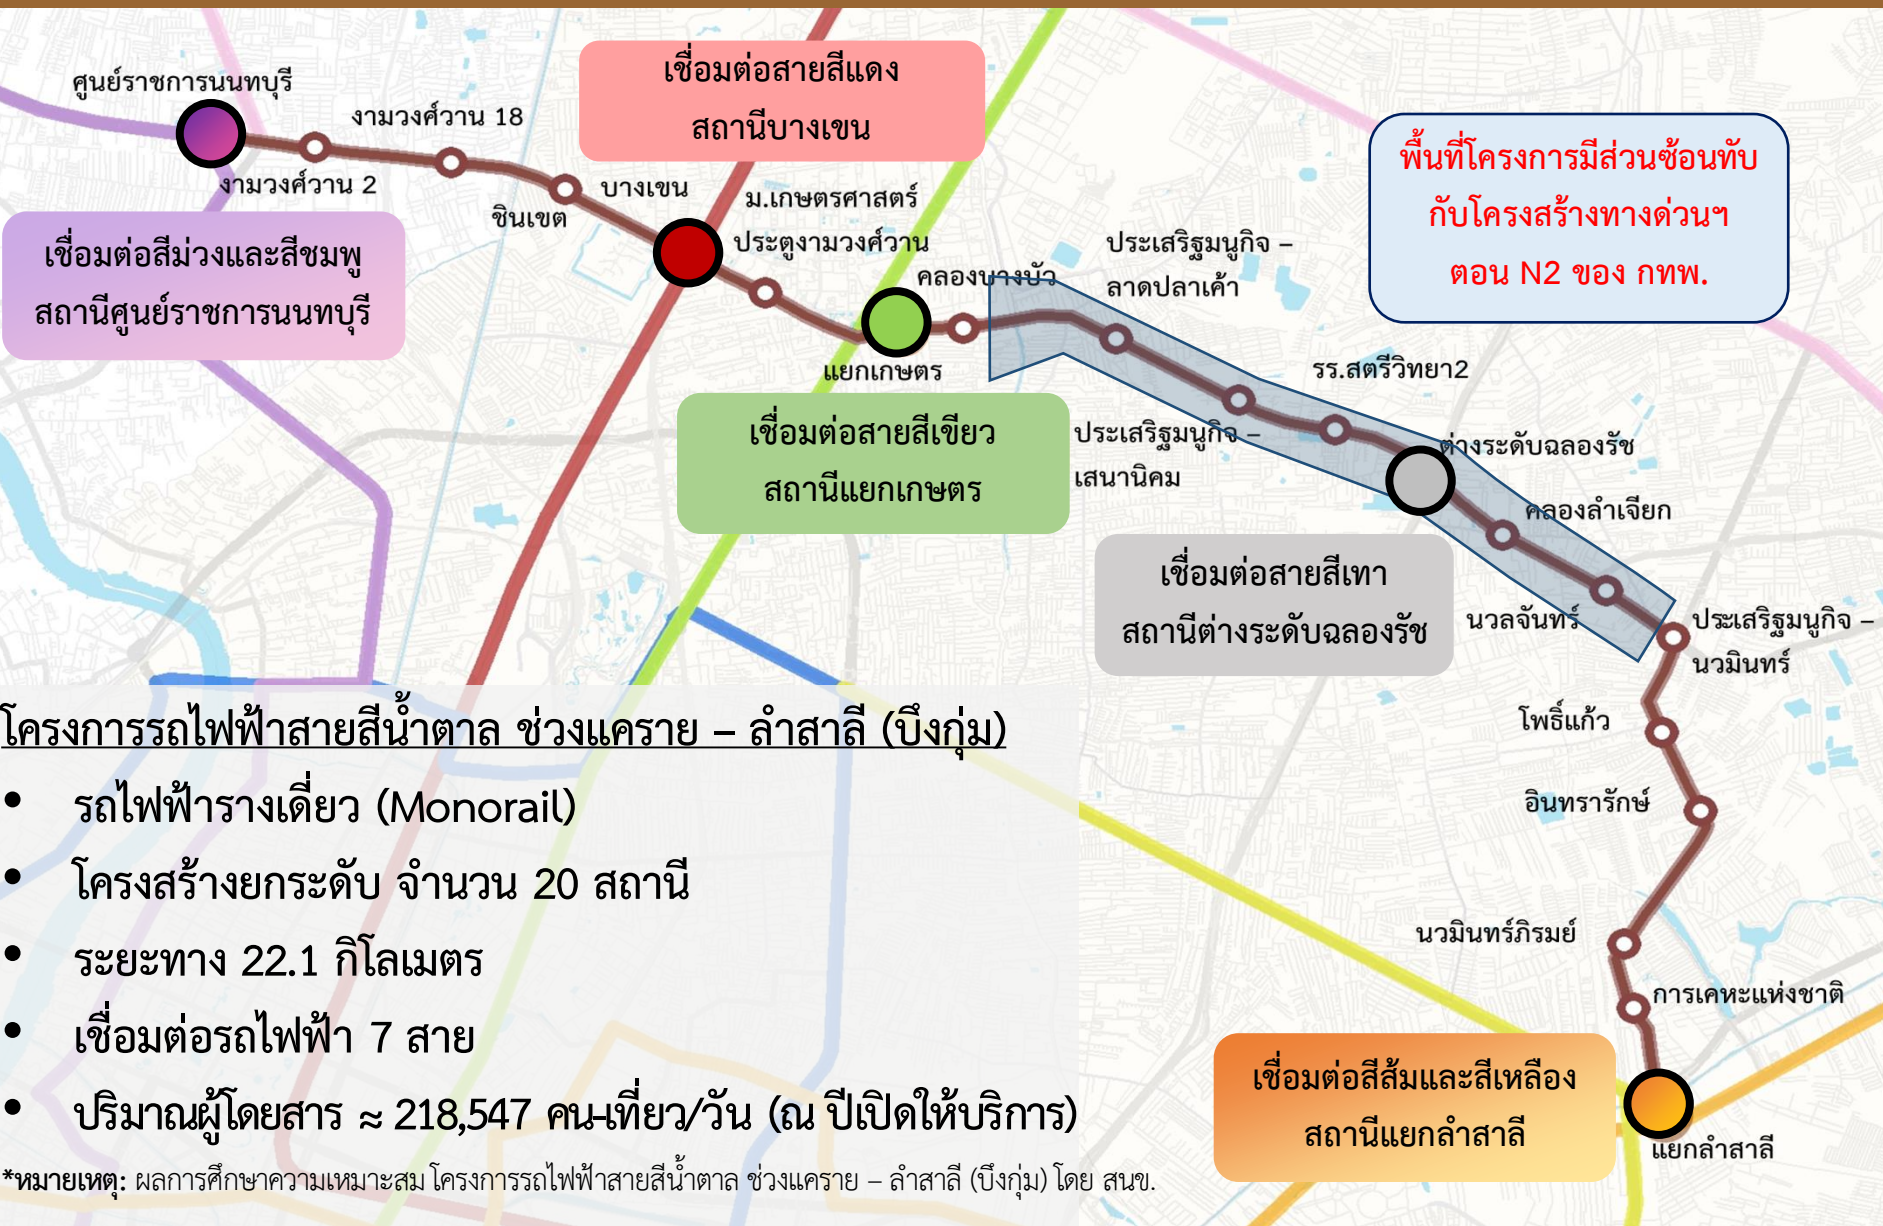 ศูนย์ราชการนนทบุรี
งามวงศ์วาน 18
งามวงศ์วาน 2
ชินเขต
บางเขน
ม.เกษตรศาสตร์
ประตูงามวงศ์วาน
คลองบางบัว
แยกเกษตร
ประเสริฐมนูกิจ –
ลาดปลาเค้า
ประเสริฐมนูกิจ –
เสนานิคม
รร.สตรีวิทยา2
ต่างระดับฉลองรัช
คลองลำเจียก
นวลจันทร์
ประเสริฐมนูกิจ –
นวมินทร์
โพธิ์แก้ว
อินทรารักษ์
นวมินทร์ภิรมย์
การเคหะแห่งชาติ
แยกลำสาลี
เชื่อมต่อสายสีแดง
สถานีบางเขน
พื้นที่โครงการมีส่วนซ้อนทับ
กับโครงสร้างทางด่วนฯ
ตอน N2 ของ กทพ.
เชื่อมต่อสีม่วงและสีชมพู
สถานีศูนย์ราชการนนทบุรี
เชื่อมต่อสายสีเขียว
สถานีแยกเกษตร
เชื่อมต่อสายสีเทา
สถานีต่างระดับฉลองรัช
เชื่อมต่อสีส้มและสีเหลือง
สถานีแยกลำสาลี
โครงการรถไฟฟ้าสายสีน้ำตาล ช่วงแคราย – ลำสาลี (บึงกุ่ม)
• รถไฟฟ้ารางเดี่ยว (Monorail)
• โครงสร้างยกระดับ จำนวน 20 สถานี
• ระยะทาง 22.1 กิโลเมตร
• เชื่อมต่อรถไฟฟ้า 7 สาย
• ปริมาณผู้โดยสาร ≈ 218,547 คน-เที่ยว/วัน (ณ ปีเปิดให้บริการ)
*หมายเหตุ: ผลการศึกษาความเหมาะสม โครงการรถไฟฟ้าสายสีน้ำตาล ช่วงแคราย – ลำสาลี (บึงกุ่ม) โดย สนข.